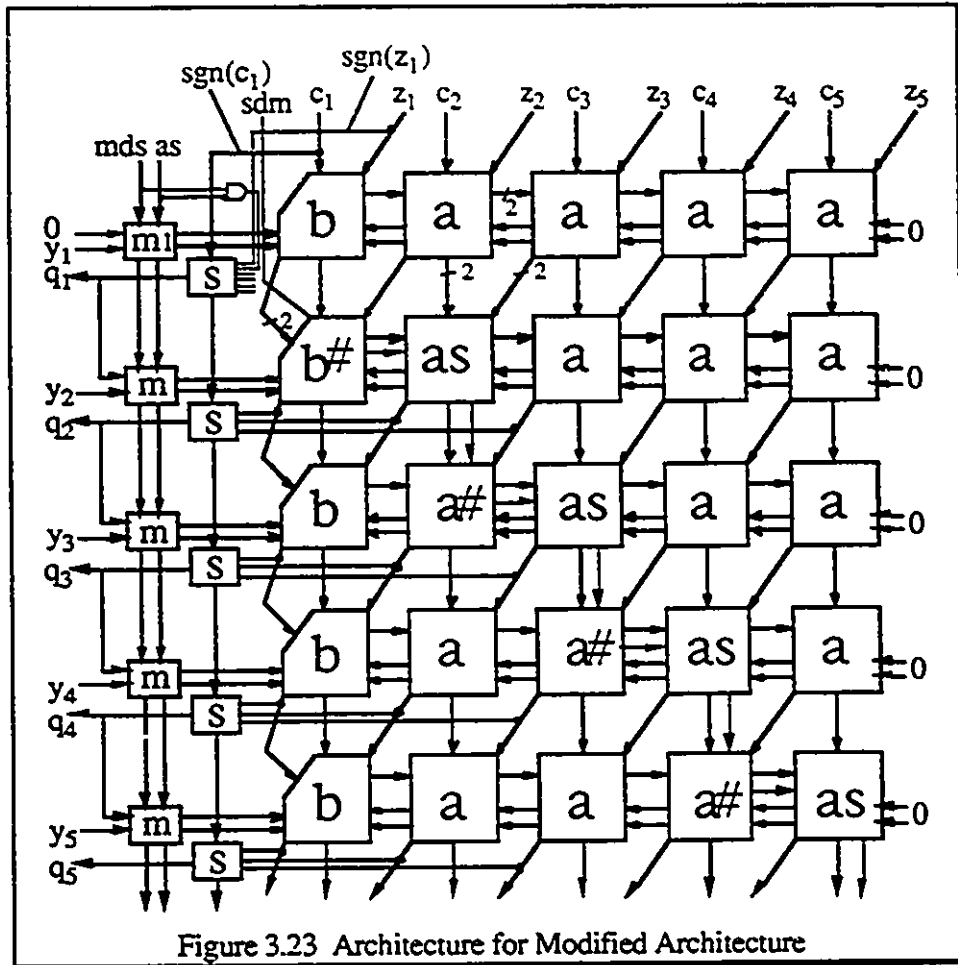 sgn(c₁) sgn(z₁)
sdm c₁ z₁ c₂ z₂ c₃ z₃ c₄ z₄ c₅ z₅
mds as
b a 2 a a a
0 m1 0
y₁
q₁ S
2 2
2
b# as a a a
m 0
y₂
q₂ S
b a# as a a
m 0
y₃
q₃ S
b a a# as a
m 0
y₄
q₄ S
b a a a# as
m 0
y₅
q₅ S
Figure 3.23 Architecture for Modified Architecture